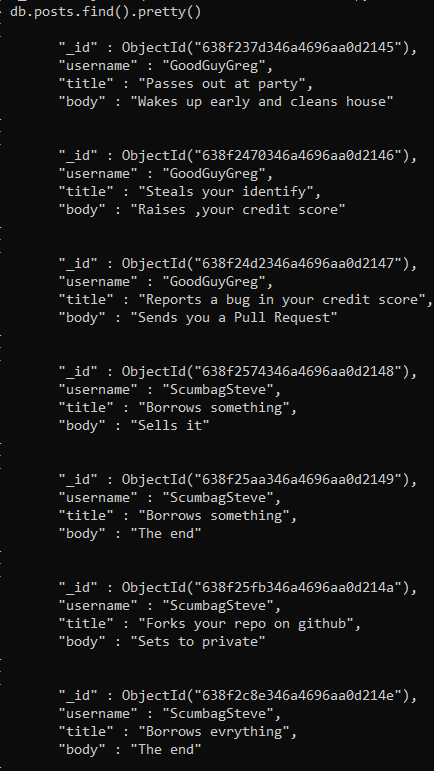 db.posts.find().pretty()
"_id" : ObjectId("638f237d346a4696aa0d2145"),
"username" : "GoodGuyGreg",
"title" : "Passes out at party",
"body" : "Wakes up early and cleans house"
"_id" : ObjectId("638f2470346a4696aa0d2146"),
"username" : "GoodGuyGreg",
"title" : "Steals your identify",
"body" : "Raises ,your credit score"
"_id" : ObjectId("638f24d2346a4696aa0d2147"),
"username" : "GoodGuyGreg",
"title" : "Reports a bug in your credit score",
"body" : "Sends you a Pull Request"
"_id" : ObjectId("638f2574346a4696aa0d2148"),
"username" : "ScumbagSteve",
"title" : "Borrows something",
"body" : "Sells it"
"_id" : ObjectId("638f25aa346a4696aa0d2149"),
"username" : "ScumbagSteve",
"title" : "Borrows something",
"body" : "The end"
"_id" : ObjectId("638f25fb346a4696aa0d214a"),
"username" : "ScumbagSteve",
"title" : "Forks your repo on github",
"body" : "Sets to private"
"_id" : ObjectId("638f2c8e346a4696aa0d214e"),
"username" : "ScumbagSteve",
"title" : "Borrows evrything",
"body" : "The end"